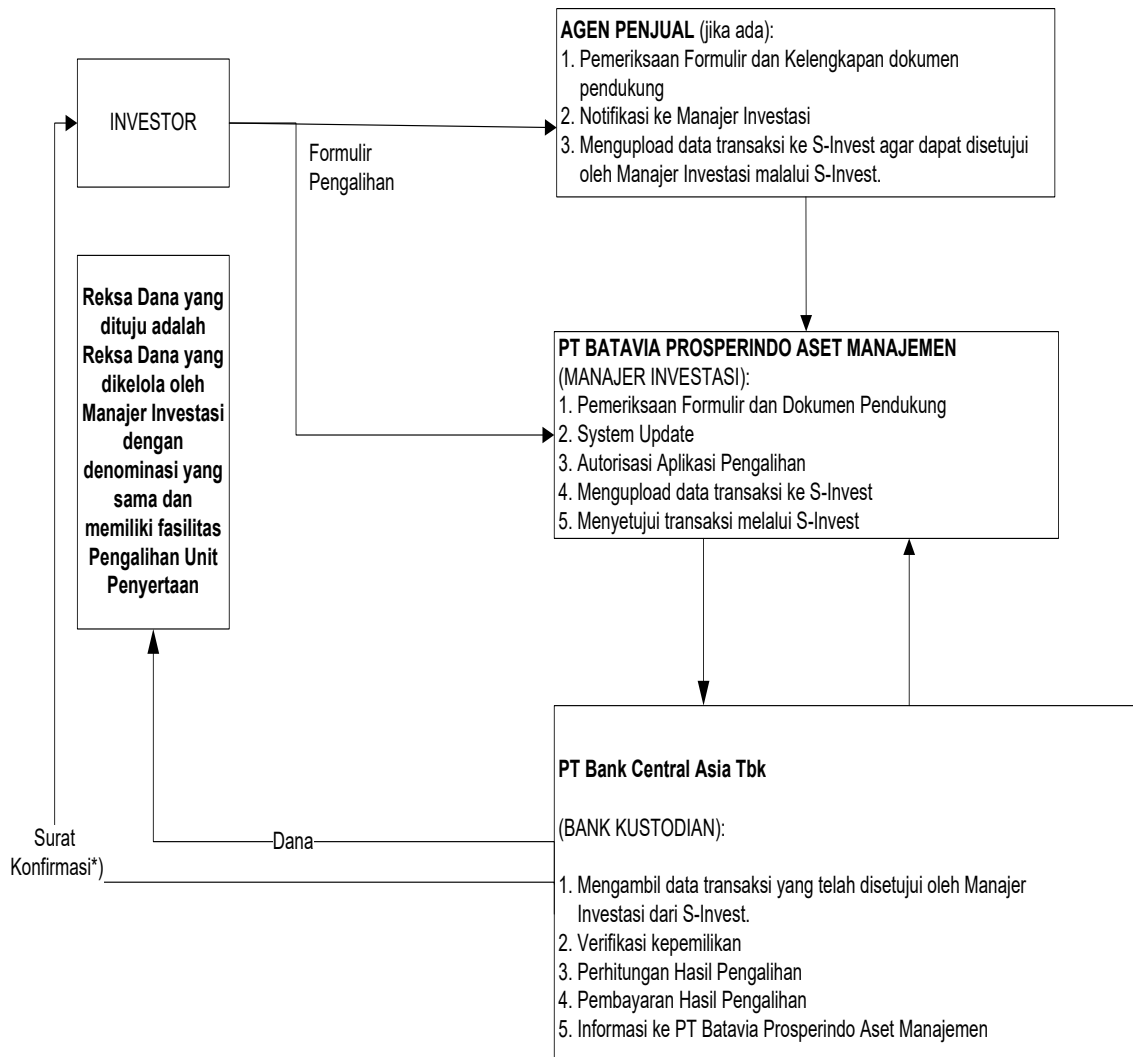 AGEN PENJUAL (jika ada):
1. Pemeriksaan Formulir dan Kelengkapan dokumen
pendukung
2. Notifikasi ke Manajer Investasi
3. Mengupload data transaksi ke S-Invest agar dapat disetujui
oleh Manajer Investasi malalui S-Invest.
INVESTOR
Formulir
Pengalihan
Reksa Dana yang
dituju adalah
Reksa Dana yang
dikelola oleh
Manajer Investasi
dengan
denominasi yang
sama dan
memiliki fasilitas
Pengalihan Unit
Penyertaan
PT BATAVIA PROSPERINDO ASET MANAJEMEN
(MANAJER INVESTASI):
1. Pemeriksaan Formulir dan Dokumen Pendukung
2. System Update
3. Autorisasi Aplikasi Pengalihan
4. Mengupload data transaksi ke S-Invest
5. Menyetujui transaksi melalui S-Invest
PT Bank Central Asia Tbk
(BANK KUSTODIAN):
1. Mengambil data transaksi yang telah disetujui oleh Manajer
Investasi dari S-Invest.
2. Verifikasi kepemilikan
3. Perhitungan Hasil Pengalihan
4. Pembayaran Hasil Pengalihan
5. Informasi ke PT Batavia Prosperindo Aset Manajemen
Dana
Surat
Konfirmasi*)